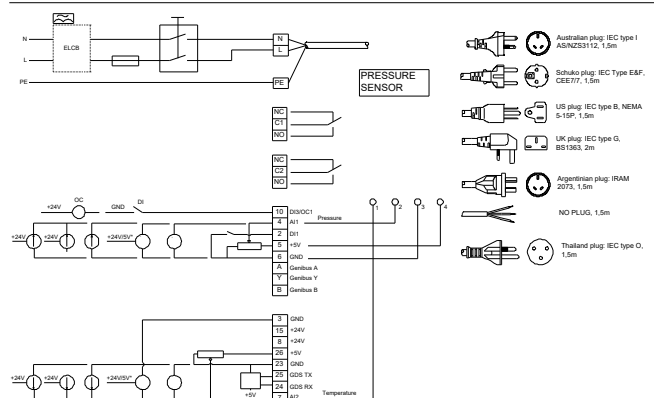 N
L
PE
ELCB
N
L
PE
PRESSURE
SENSOR
NC
C1
NO
NC
C2
NO
+24V
OC
GND
DI
10 DI3/OC1
4 AI1
Pressure
2 DI1
5 +5V
6 GND
A Genibus A
Y Genibus Y
B Genibus B
1
2
3
4
+24V
+24V
+24V/5V*
3 GND
15 +24V
8 +24V
26 +5V
23 GND
25 GDS TX
24 GDS RX
7 AI2
Temperature
+5V
+24V
+24V
+24V/5V*
Australian plug: IEC type I
AS/NZS3112, 1,5m
Schuko plug: IEC Type E&F,
CEE7/7, 1,5m
US plug: IEC type B, NEMA
5-15P, 1,5m
UK plug: IEC type G,
BS1363, 2m
Argentinian plug: IRAM
2073, 1,5m
NO PLUG, 1,5m
Thailand plug: IEC type O,
1,5m